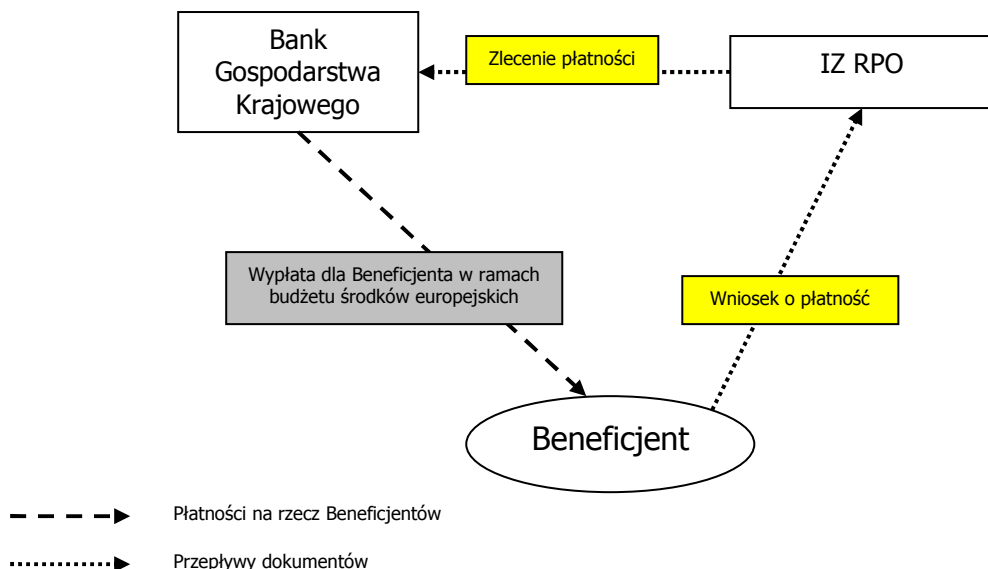 Bank
Gospodarstwa
Krajowego
Zlecenie płatności
IZ RPO
Wypłata dla Beneficjenta w ramach
budżetu środków europejskich
Wniosek o płatność
Beneficjent
Płatności na rzecz Beneficjentów
Przepływy dokumentów